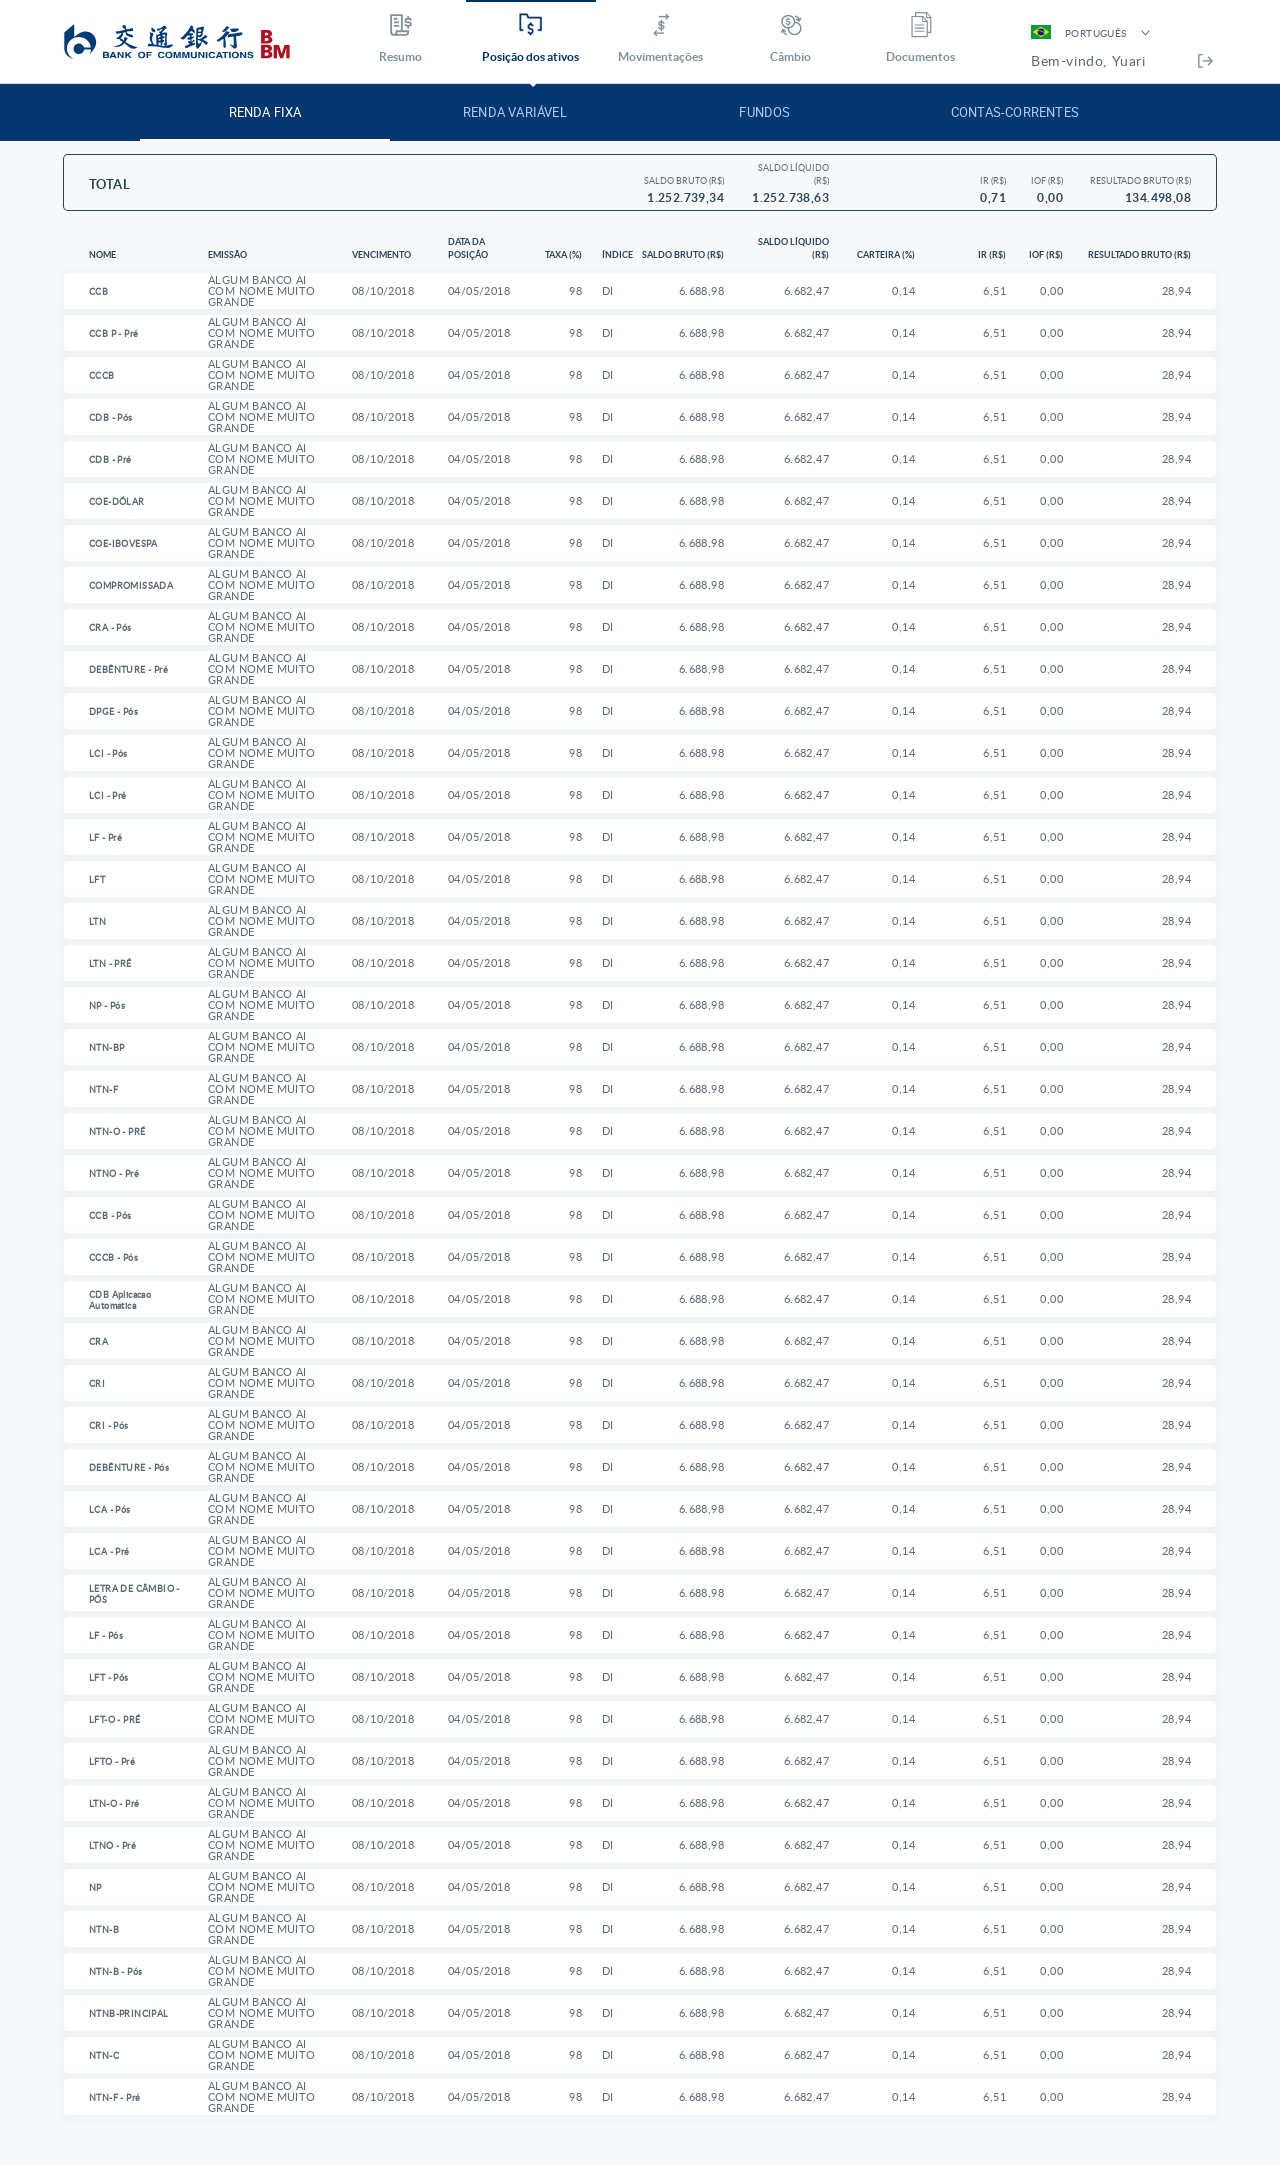 交通銀行 B
BANK OF COMMUNICATIONS BM
Resumo
Posição dos ativos
Movimentações
Câmbio
Documentos
PORTUGUÊS
Bem-vindo, Yuari
RENDA FIXA RENDA VARIÁVEL FUNDOS CONTAS-CORRENTES
TOTAL
SALDO BRUTO (R$)
1.252.739,34
SALDO LÍQUIDO
(R$)
1.252.738,63
IR (R$)
0,71
IOF (R$)
0,00
RESULTADO BRUTO (R$)
134.498,08
NOME EMISSÃO VENCIMENTO DATA DA
POSIÇÃO TAXA (%) ÍNDICE SALDO BRUTO (R$) SALDO LÍQUIDO
(R$) CARTEIRA (%) IR (R$) IOF (R$) RESULTADO BRUTO (R$)
CCB ALGUM BANCO AI
COM NOME MUITO
GRANDE 08/10/2018 04/05/2018 98 DI 6.688,98 6.682,47 0,14 6,51 0,00 28,94
CCB P - Pré ALGUM BANCO AI
COM NOME MUITO
GRANDE 08/10/2018 04/05/2018 98 DI 6.688,98 6.682,47 0,14 6,51 0,00 28,94
CCCB ALGUM BANCO AI
COM NOME MUITO
GRANDE 08/10/2018 04/05/2018 98 DI 6.688,98 6.682,47 0,14 6,51 0,00 28,94
CDB - Pós ALGUM BANCO AI
COM NOME MUITO
GRANDE 08/10/2018 04/05/2018 98 DI 6.688,98 6.682,47 0,14 6,51 0,00 28,94
CDB - Pré ALGUM BANCO AI
COM NOME MUITO
GRANDE 08/10/2018 04/05/2018 98 DI 6.688,98 6.682,47 0,14 6,51 0,00 28,94
COE-DÓLAR ALGUM BANCO AI
COM NOME MUITO
GRANDE 08/10/2018 04/05/2018 98 DI 6.688,98 6.682,47 0,14 6,51 0,00 28,94
COE-IBOVESPA ALGUM BANCO AI
COM NOME MUITO
GRANDE 08/10/2018 04/05/2018 98 DI 6.688,98 6.682,47 0,14 6,51 0,00 28,94
COMPROMISSADA ALGUM BANCO AI
COM NOME MUITO
GRANDE 08/10/2018 04/05/2018 98 DI 6.688,98 6.682,47 0,14 6,51 0,00 28,94
CRA - Pós ALGUM BANCO AI
COM NOME MUITO
GRANDE 08/10/2018 04/05/2018 98 DI 6.688,98 6.682,47 0,14 6,51 0,00 28,94
DEBÊNTURE - Pré ALGUM BANCO AI
COM NOME MUITO
GRANDE 08/10/2018 04/05/2018 98 DI 6.688,98 6.682,47 0,14 6,51 0,00 28,94
DPGE - Pós ALGUM BANCO AI
COM NOME MUITO
GRANDE 08/10/2018 04/05/2018 98 DI 6.688,98 6.682,47 0,14 6,51 0,00 28,94
LCI - Pós ALGUM BANCO AI
COM NOME MUITO
GRANDE 08/10/2018 04/05/2018 98 DI 6.688,98 6.682,47 0,14 6,51 0,00 28,94
LCI - Pré ALGUM BANCO AI
COM NOME MUITO
GRANDE 08/10/2018 04/05/2018 98 DI 6.688,98 6.682,47 0,14 6,51 0,00 28,94
LF - Pré ALGUM BANCO AI
COM NOME MUITO
GRANDE 08/10/2018 04/05/2018 98 DI 6.688,98 6.682,47 0,14 6,51 0,00 28,94
LFT ALGUM BANCO AI
COM NOME MUITO
GRANDE 08/10/2018 04/05/2018 98 DI 6.688,98 6.682,47 0,14 6,51 0,00 28,94
LTN ALGUM BANCO AI
COM NOME MUITO
GRANDE 08/10/2018 04/05/2018 98 DI 6.688,98 6.682,47 0,14 6,51 0,00 28,94
LTN - PRÉ ALGUM BANCO AI
COM NOME MUITO
GRANDE 08/10/2018 04/05/2018 98 DI 6.688,98 6.682,47 0,14 6,51 0,00 28,94
NP - Pós ALGUM BANCO AI
COM NOME MUITO
GRANDE 08/10/2018 04/05/2018 98 DI 6.688,98 6.682,47 0,14 6,51 0,00 28,94
NTN-BP ALGUM BANCO AI
COM NOME MUITO
GRANDE 08/10/2018 04/05/2018 98 DI 6.688,98 6.682,47 0,14 6,51 0,00 28,94
NTN-F ALGUM BANCO AI
COM NOME MUITO
GRANDE 08/10/2018 04/05/2018 98 DI 6.688,98 6.682,47 0,14 6,51 0,00 28,94
NTN-O - PRÉ ALGUM BANCO AI
COM NOME MUITO
GRANDE 08/10/2018 04/05/2018 98 DI 6.688,98 6.682,47 0,14 6,51 0,00 28,94
NTNO - Pré ALGUM BANCO AI
COM NOME MUITO
GRANDE 08/10/2018 04/05/2018 98 DI 6.688,98 6.682,47 0,14 6,51 0,00 28,94
CCB - Pós ALGUM BANCO AI
COM NOME MUITO
GRANDE 08/10/2018 04/05/2018 98 DI 6.688,98 6.682,47 0,14 6,51 0,00 28,94
CCCB - Pós ALGUM BANCO AI
COM NOME MUITO
GRANDE 08/10/2018 04/05/2018 98 DI 6.688,98 6.682,47 0,14 6,51 0,00 28,94
CDB Aplicacao
Automatica ALGUM BANCO AI
COM NOME MUITO
GRANDE 08/10/2018 04/05/2018 98 DI 6.688,98 6.682,47 0,14 6,51 0,00 28,94
CRA ALGUM BANCO AI
COM NOME MUITO
GRANDE 08/10/2018 04/05/2018 98 DI 6.688,98 6.682,47 0,14 6,51 0,00 28,94
CRI ALGUM BANCO AI
COM NOME MUITO
GRANDE 08/10/2018 04/05/2018 98 DI 6.688,98 6.682,47 0,14 6,51 0,00 28,94
CRI - Pós ALGUM BANCO AI
COM NOME MUITO
GRANDE 08/10/2018 04/05/2018 98 DI 6.688,98 6.682,47 0,14 6,51 0,00 28,94
DEBÊNTURE - Pós ALGUM BANCO AI
COM NOME MUITO
GRANDE 08/10/2018 04/05/2018 98 DI 6.688,98 6.682,47 0,14 6,51 0,00 28,94
LCA - Pós ALGUM BANCO AI
COM NOME MUITO
GRANDE 08/10/2018 04/05/2018 98 DI 6.688,98 6.682,47 0,14 6,51 0,00 28,94
LCA - Pré ALGUM BANCO AI
COM NOME MUITO
GRANDE 08/10/2018 04/05/2018 98 DI 6.688,98 6.682,47 0,14 6,51 0,00 28,94
LETRA DE CÂMBIO -
PÓS ALGUM BANCO AI
COM NOME MUITO
GRANDE 08/10/2018 04/05/2018 98 DI 6.688,98 6.682,47 0,14 6,51 0,00 28,94
LF - Pós ALGUM BANCO AI
COM NOME MUITO
GRANDE 08/10/2018 04/05/2018 98 DI 6.688,98 6.682,47 0,14 6,51 0,00 28,94
LFT - Pós ALGUM BANCO AI
COM NOME MUITO
GRANDE 08/10/2018 04/05/2018 98 DI 6.688,98 6.682,47 0,14 6,51 0,00 28,94
LFT-O - PRÉ ALGUM BANCO AI
COM NOME MUITO
GRANDE 08/10/2018 04/05/2018 98 DI 6.688,98 6.682,47 0,14 6,51 0,00 28,94
LFTO - Pré ALGUM BANCO AI
COM NOME MUITO
GRANDE 08/10/2018 04/05/2018 98 DI 6.688,98 6.682,47 0,14 6,51 0,00 28,94
LTN-O - Pré ALGUM BANCO AI
COM NOME MUITO
GRANDE 08/10/2018 04/05/2018 98 DI 6.688,98 6.682,47 0,14 6,51 0,00 28,94
LTNO - Pré ALGUM BANCO AI
COM NOME MUITO
GRANDE 08/10/2018 04/05/2018 98 DI 6.688,98 6.682,47 0,14 6,51 0,00 28,94
NP ALGUM BANCO AI
COM NOME MUITO
GRANDE 08/10/2018 04/05/2018 98 DI 6.688,98 6.682,47 0,14 6,51 0,00 28,94
NTN-B ALGUM BANCO AI
COM NOME MUITO
GRANDE 08/10/2018 04/05/2018 98 DI 6.688,98 6.682,47 0,14 6,51 0,00 28,94
NTN-B - Pós ALGUM BANCO AI
COM NOME MUITO
GRANDE 08/10/2018 04/05/2018 98 DI 6.688,98 6.682,47 0,14 6,51 0,00 28,94
NTNB-PRINCIPAL ALGUM BANCO AI
COM NOME MUITO
GRANDE 08/10/2018 04/05/2018 98 DI 6.688,98 6.682,47 0,14 6,51 0,00 28,94
NTN-C ALGUM BANCO AI
COM NOME MUITO
GRANDE 08/10/2018 04/05/2018 98 DI 6.688,98 6.682,47 0,14 6,51 0,00 28,94
NTN-F - Pré ALGUM BANCO AI
COM NOME MUITO
GRANDE 08/10/2018 04/05/2018 98 DI 6.688,98 6.682,47 0,14 6,51 0,00 28,94